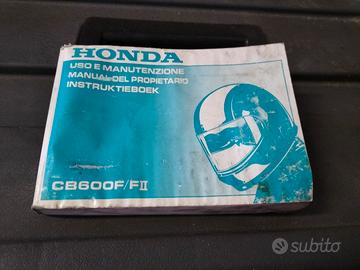 HONDA
USO E MANUTENZIONE
MANUAL DEL PROPIETARIO
INSTRUKTIEBOEK
CB600F/FII
subito